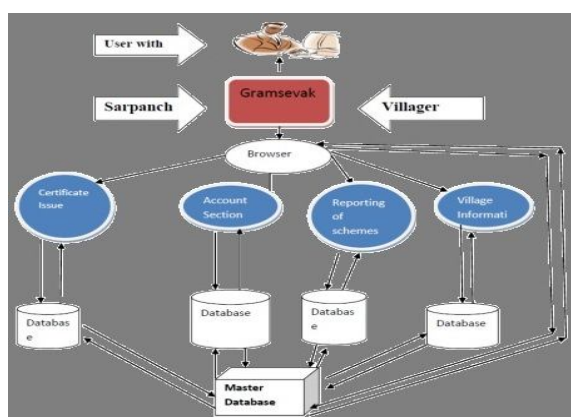 User with
Gramsevak
Sarpanch
Villager
Browser
Certificate
Issue
Account
Section
Reporting
of
schemes
Village
Informati
Databas
e
Database
Databas
e
Database
Master
Database